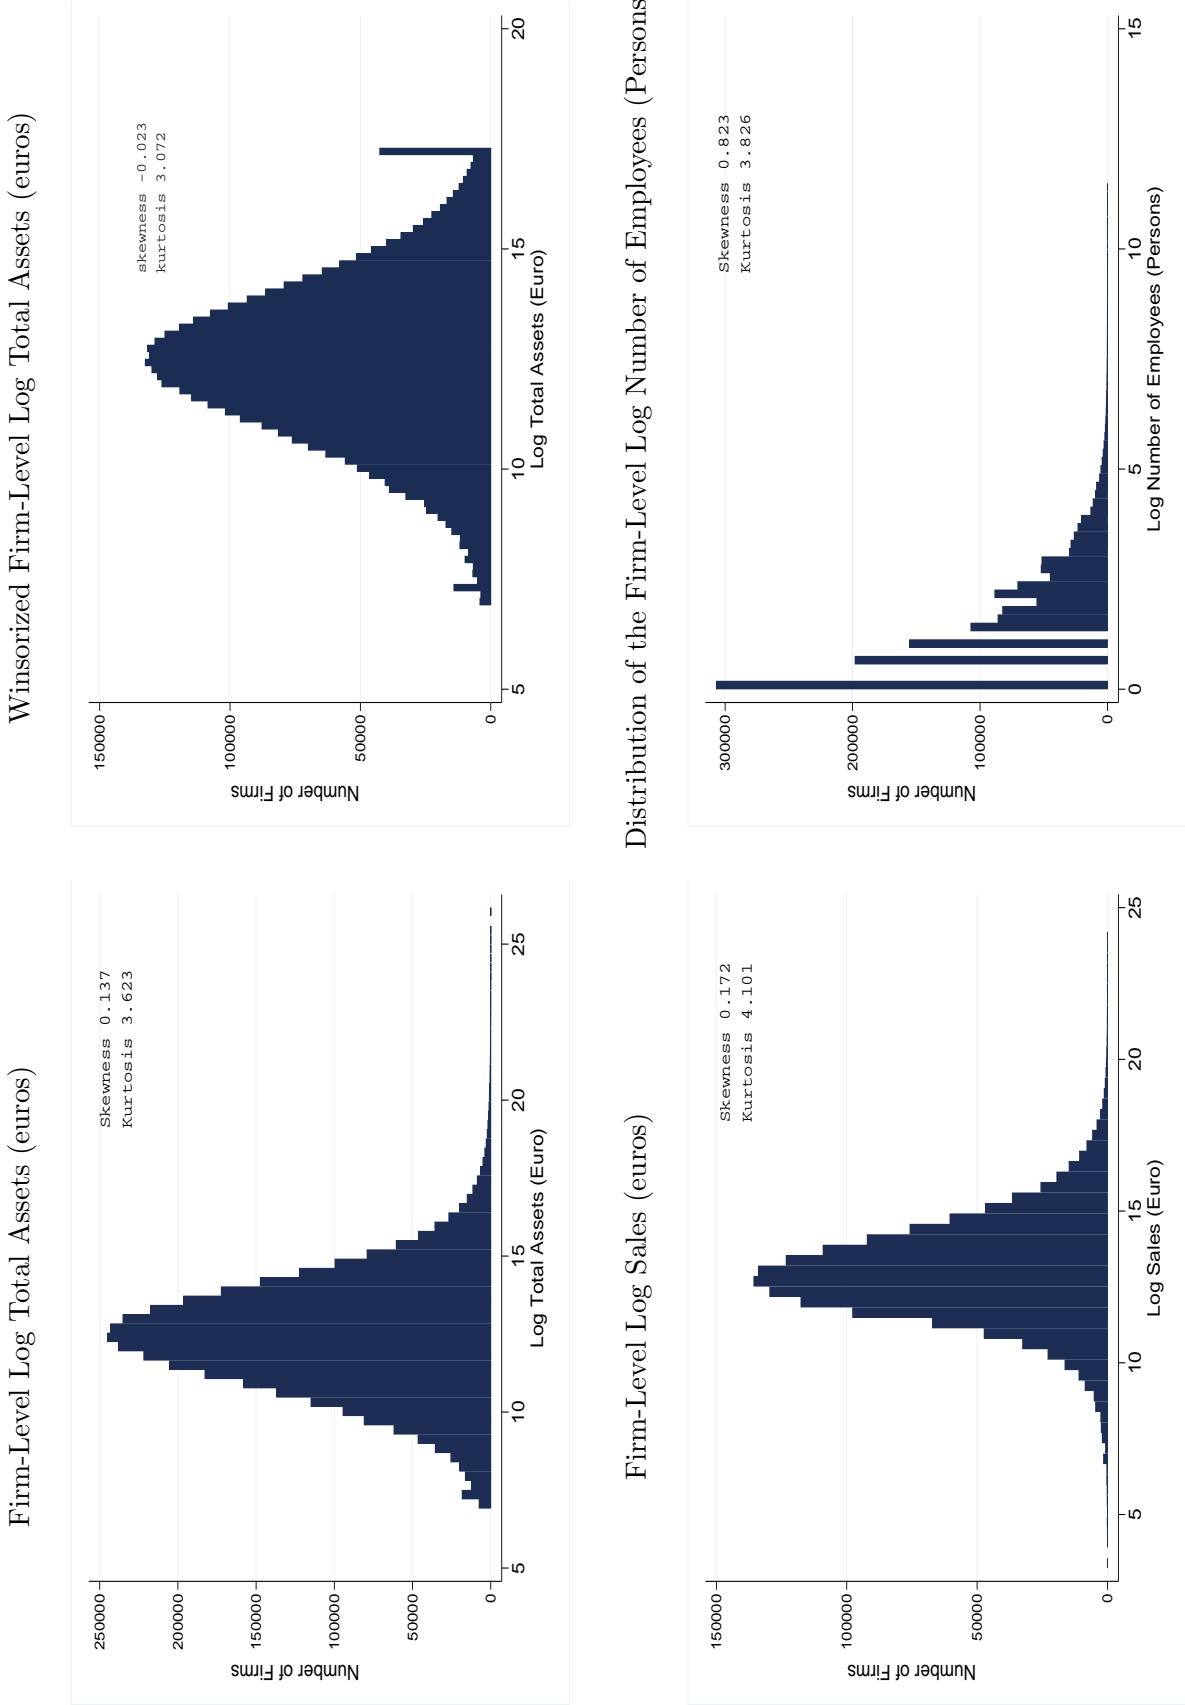 Firm-Level Log Total Assets (euros)
250000
200000
150000
100000
50000
0
Number of Firms
Skewness 0.137
Kurtosis 3.623
5
10
15
20
25
Log Total Assets (Euro)
Winsorized Firm-Level Log Total Assets (euros)
150000
100000
50000
0
Number of Firms
skewness -0.023
kurtosis 3.072
5
10
15
20
Log Total Assets (Euro)
Firm-Level Log Sales (euros)
150000
100000
50000
0
Number of Firms
Skewness 0.172
Kurtosis 4.101
5
10
15
20
25
Log Sales (Euro)
Distribution of the Firm-Level Log Number of Employees (Persons
300000
200000
100000
0
Number of Firms
Skewness 0.823
Kurtosis 3.826
0
5
10
15
Log Number of Employees (Persons)